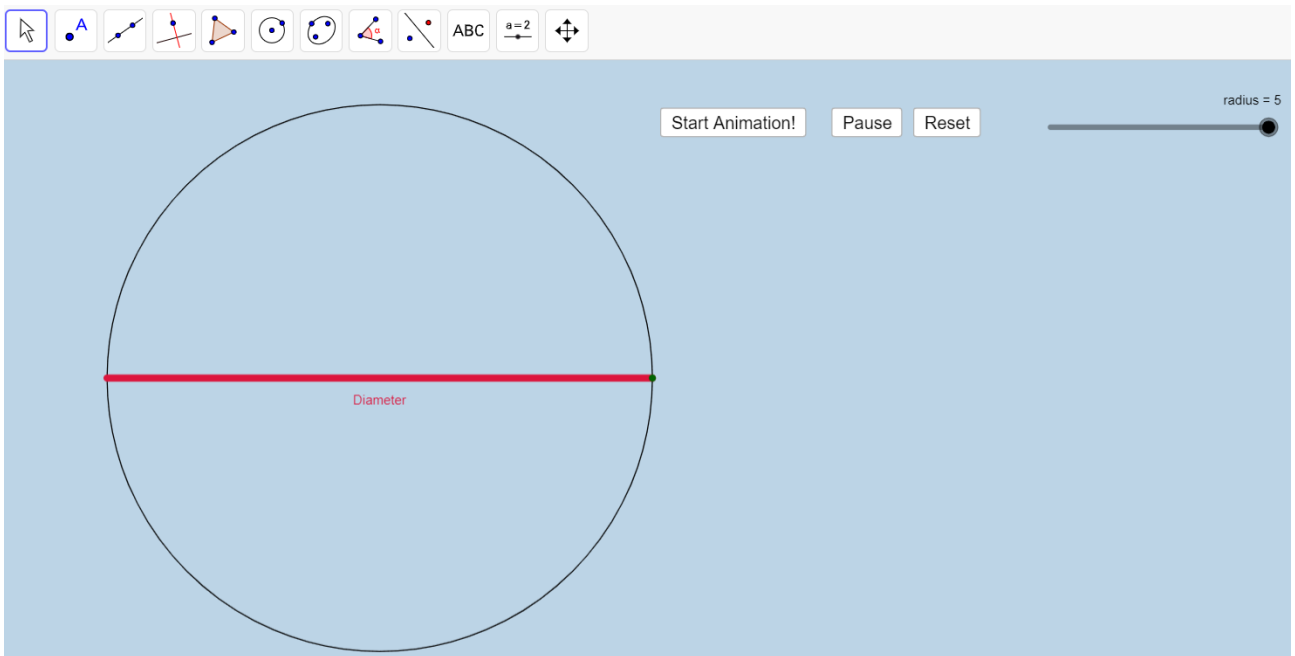 A
α
ABC
a=2
radius = 5
Start Animation! Pause Reset
Diameter